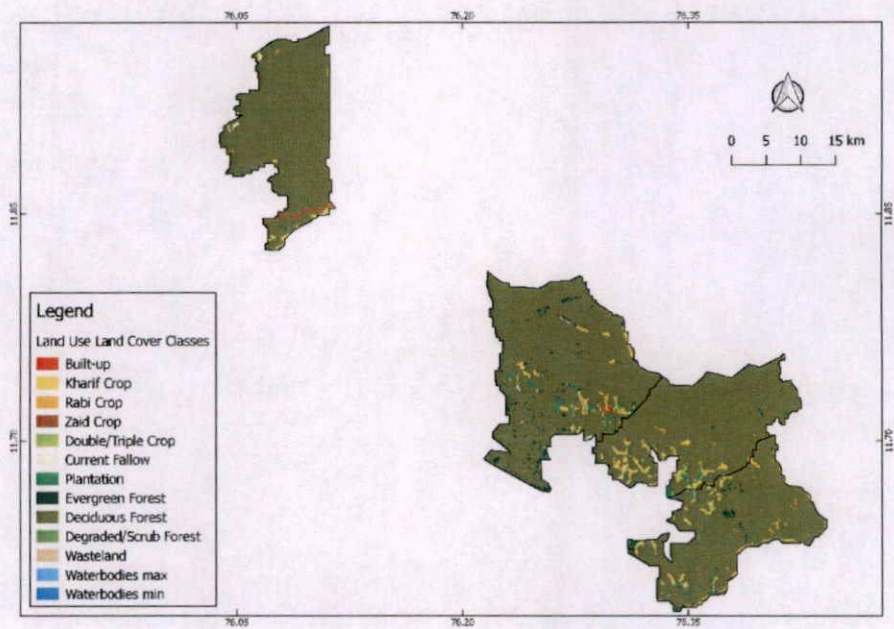 76.05 76.20 76.35
0 5 10 15 km
11.85
11.85
Legend
Land Use Land Cover Classes
Built-up
Kharif Crop
Rabi Crop
Zaid Crop
Double/Triple Crop
Current Fallow
Plantation
Evergreen Forest
Deciduous Forest
Degraded/Scrub Forest
Wasteland
Waterbodies max
Waterbodies min
11.70
11.70
76.05 76.20 76.35